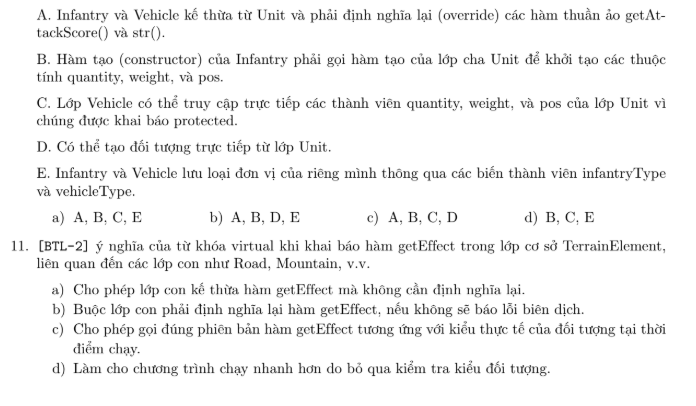 A. Infantry và Vehicle kế thừa từ Unit và phải định nghĩa lại (override) các hàm thuần ảo getAt-
tackScore() và str().
B. Hàm tạo (constructor) của Infantry phải gọi hàm tạo của lớp cha Unit để khởi tạo các thuộc
tính quantity, weight, và pos.
C. Lớp Vehicle có thể truy cập trực tiếp các thành viên quantity, weight, và pos của lớp Unit vì
chúng được khai báo protected.
D. Có thể tạo đối tượng trực tiếp từ lớp Unit.
E. Infantry và Vehicle lưu loại đơn vị của riêng mình thông qua các biến thành viên infantryType
và vehicleType.
a) A, B, C, E b) A, B, D, E c) A, B, C, D d) B, C, E
11. [BTL-2] ý nghĩa của từ khóa virtual khi khai báo hàm getEffect trong lớp cơ sở TerrainElement,
liên quan đến các lớp con như Road, Mountain, v.v.
a) Cho phép lớp con kế thừa hàm getEffect mà không cần định nghĩa lại.
b) Buộc lớp con phải định nghĩa lại hàm getEffect, nếu không sẽ báo lỗi biên dịch.
c) Cho phép gọi đúng phiên bản hàm getEffect tương ứng với kiểu thực tế của đối tượng tại thời
điểm chạy.
d) Làm cho chương trình chạy nhanh hơn do bỏ qua kiểm tra kiểu đối tượng.